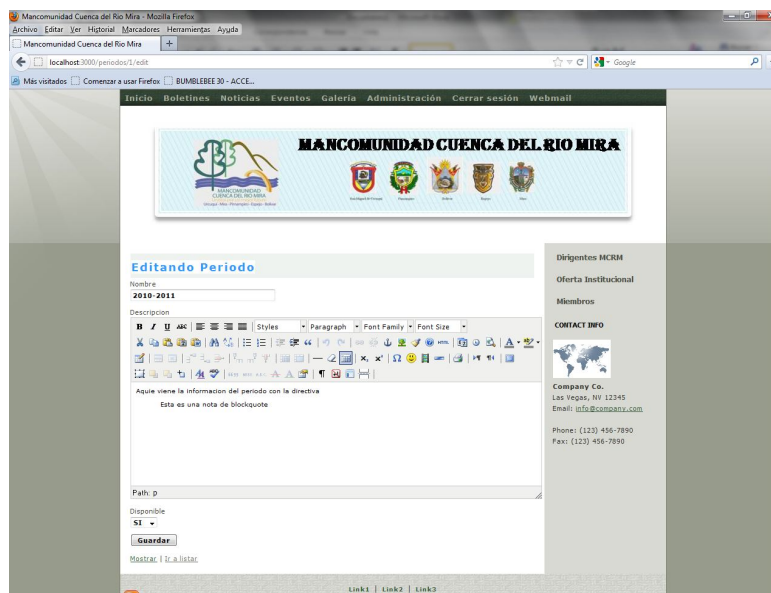 Mancomunidad Cuenca del Rio Mira - Mozilla Firefox
Archivo Editar Ver Historial Marcadores Herramientas Ayuda
Mancomunidad Cuenca del Rio Mira
localhost:3000/periodos/1/edit
Google
Más visitados Comenzar a usar Firefox BUMBLEBEE 30 - ACCE...
Inicio Boletines Noticias Eventos Galería Administración Cerrar sesión Webmail
MANCOMUNIDAD CUENCA DEL RIO MIRA
MANCOMUNIDAD
CUENCA DEL RIO MIRA
Editando Periodo
Nombre
2010-2011
Descripcion
B I U ABC Styles Paragraph Font Family Font Size
HTML
Aquie viene la informacion del periodo con la directiva
Esta es una nota de blockquote
Path: p
Disponible
SI
Guardar
Mostrar | Ir a listar
Dirigentes MCRM
Oferta Institucional
Miembros
CONTACT INFO
Company Co.
Las Vegas, NV 12345
Email: info@company.com
Phone: (123) 456-7890
Fax: (123) 456-7890
Link1 | Link2 | Link3